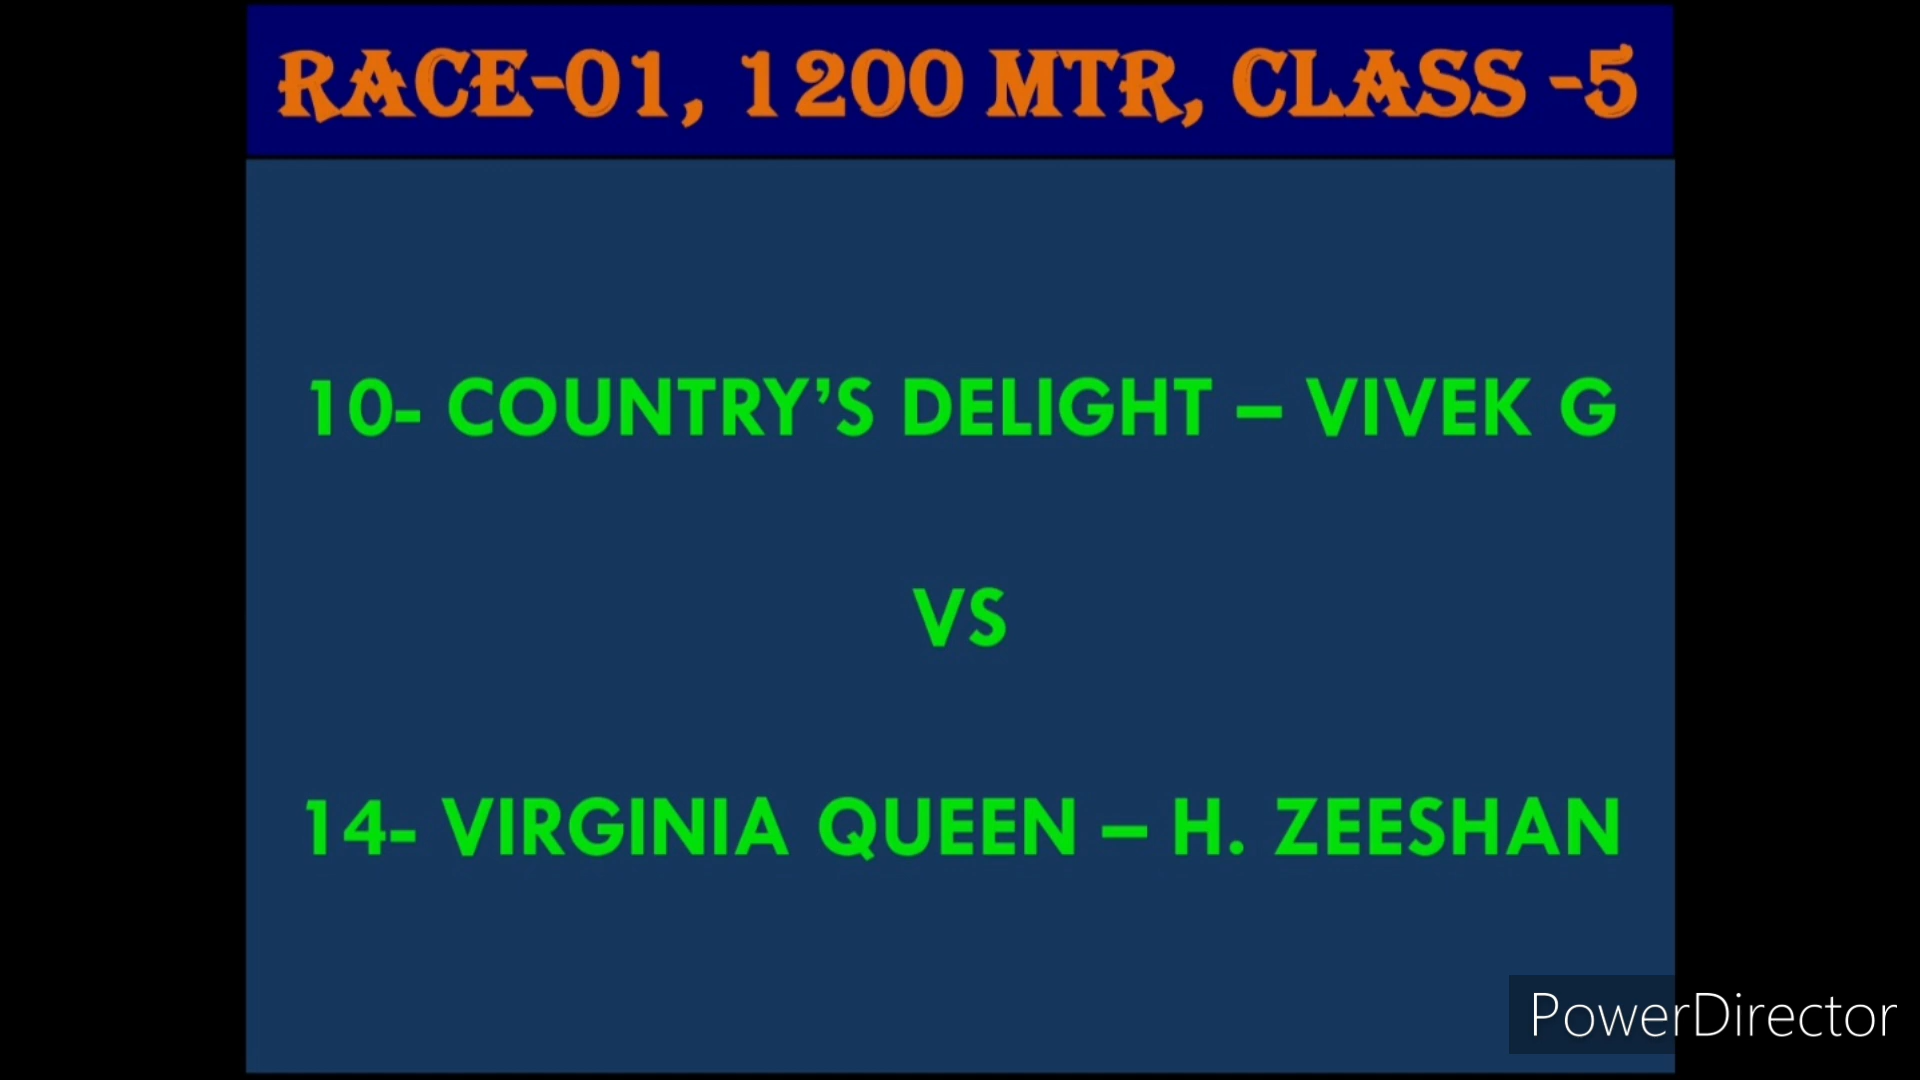 RACE-01, 1200 MTR, CLASS -5
10- COUNTRY’S DELIGHT – VIVEK G
VS
14- VIRGINIA QUEEN – H. ZEESHAN
PowerDirector